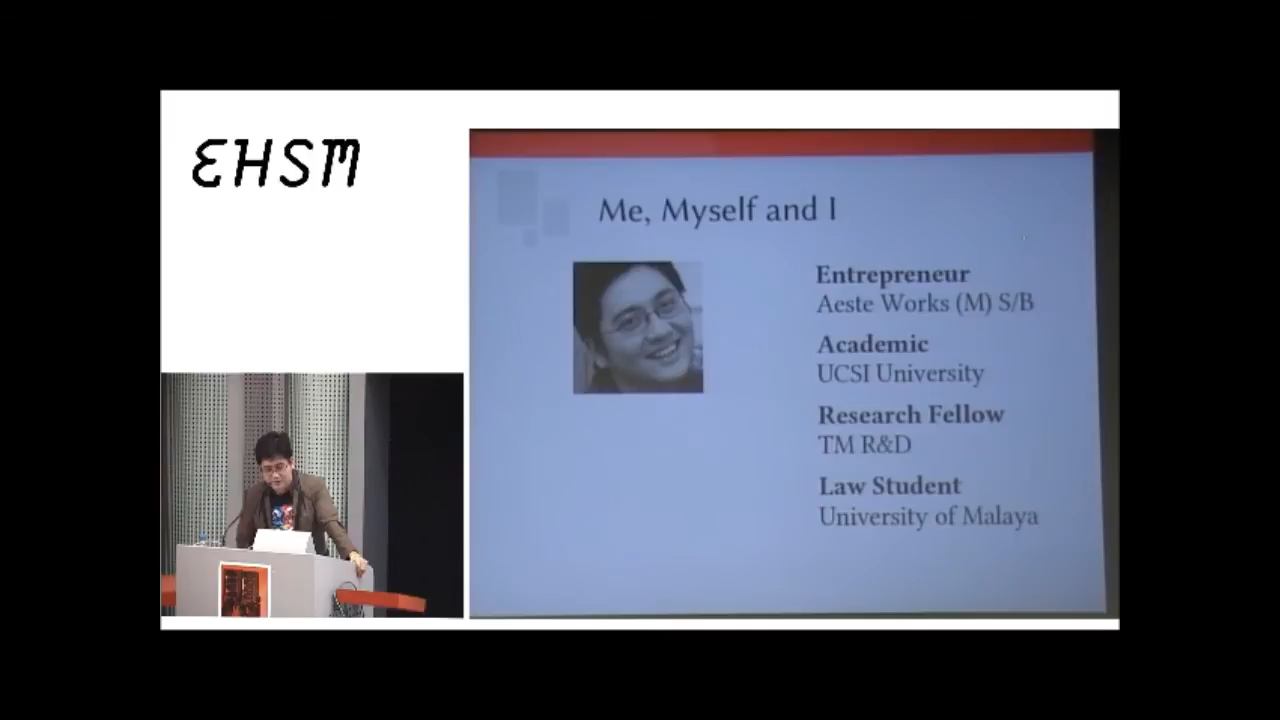 EHSM
Me, Myself and I
Entrepreneur
Aeste Works (M) S/B
Academic
UCSI University
Research Fellow
TM R&D
Law Student
University of Malaya